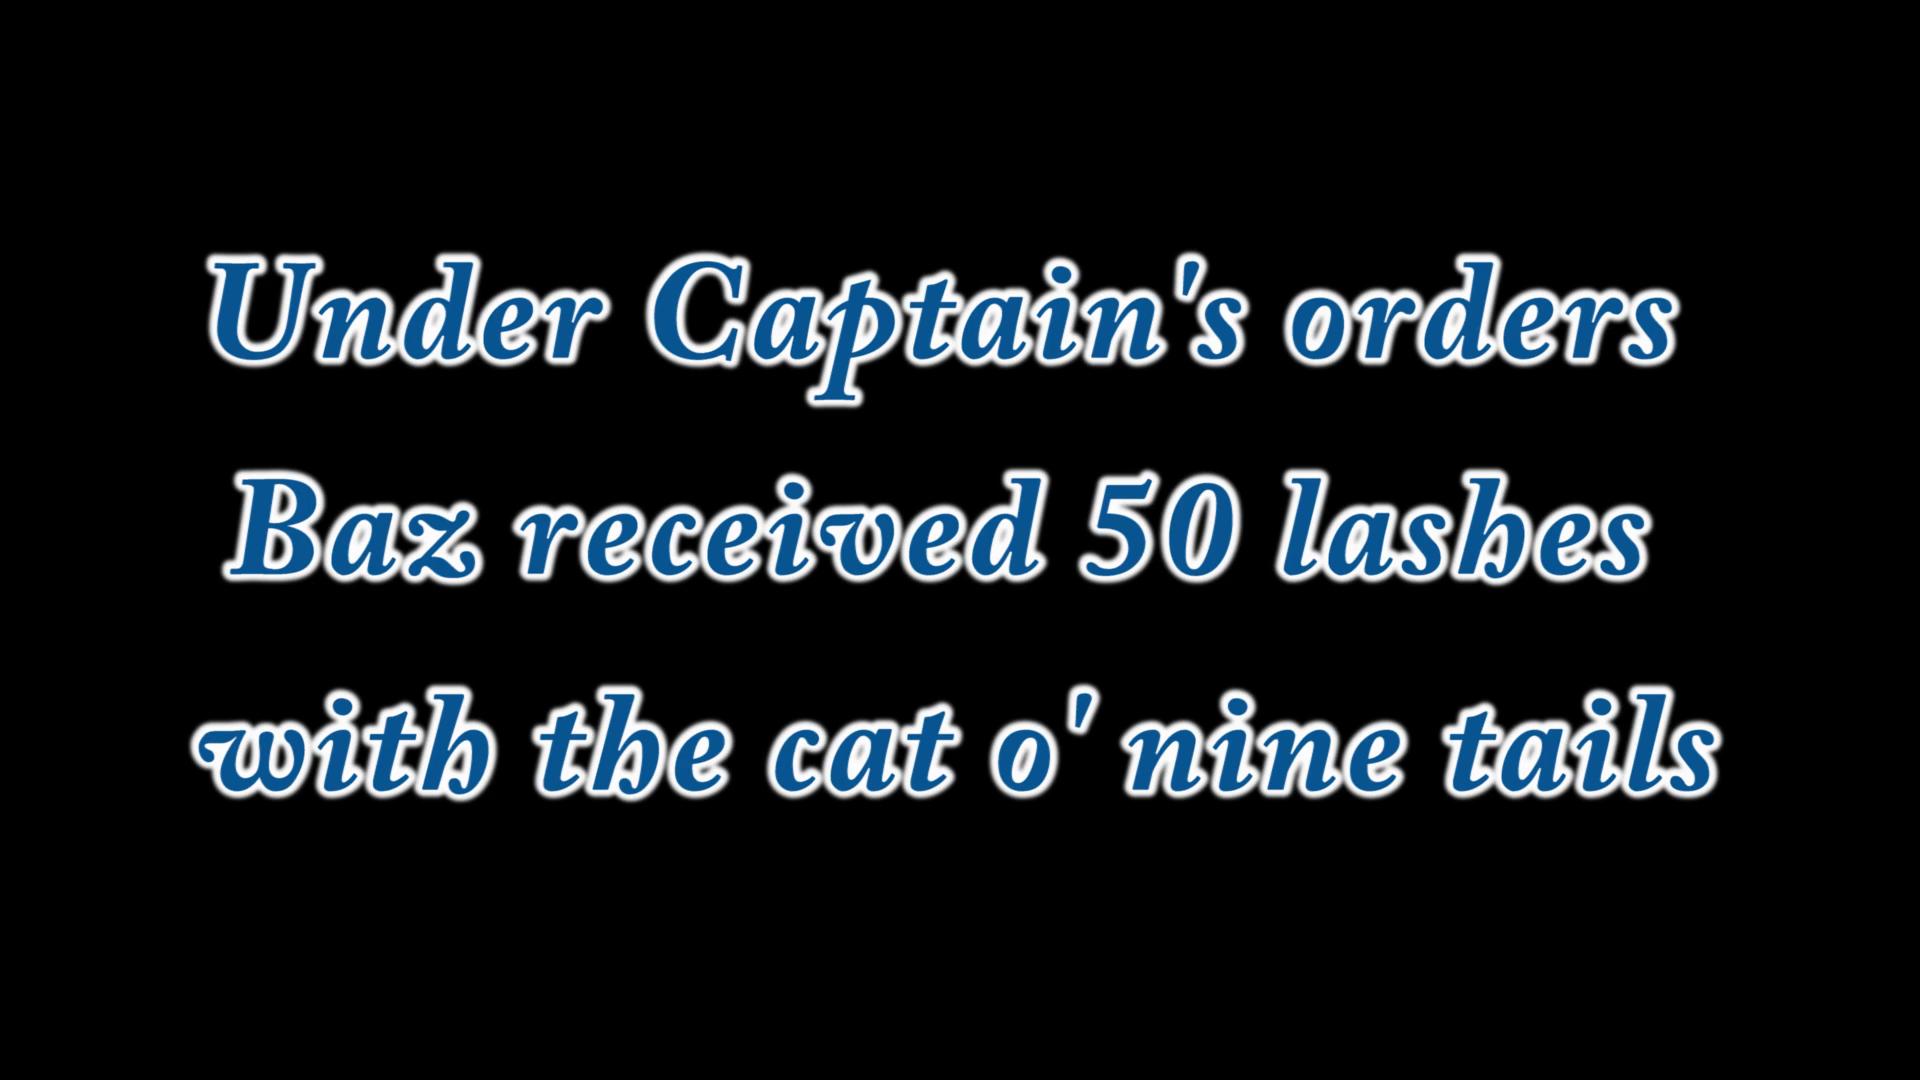 Under Captain's orders
Baz received 50 lashes
with the cat o' nine tails